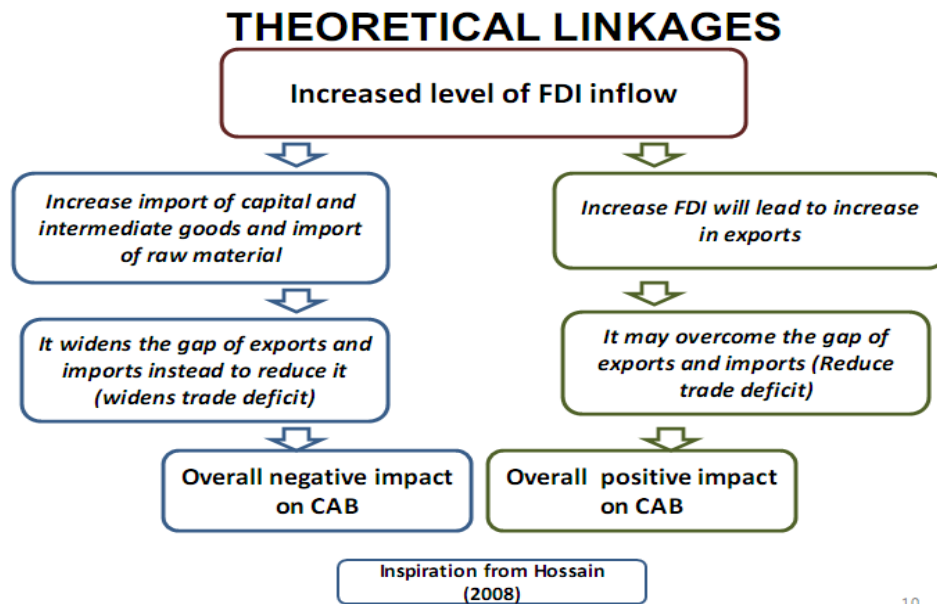 THEORETICAL LINKAGES
Increased level of FDI inflow
Increase import of capital and
intermediate goods and import
of raw material
Increase FDI will lead to increase
in exports
It widens the gap of exports and
imports instead to reduce it
(widens trade deficit)
It may overcome the gap of
exports and imports (Reduce
trade deficit)
Overall negative impact
on CAB
Overall positive impact
on CAB
Inspiration from Hossain
(2008)